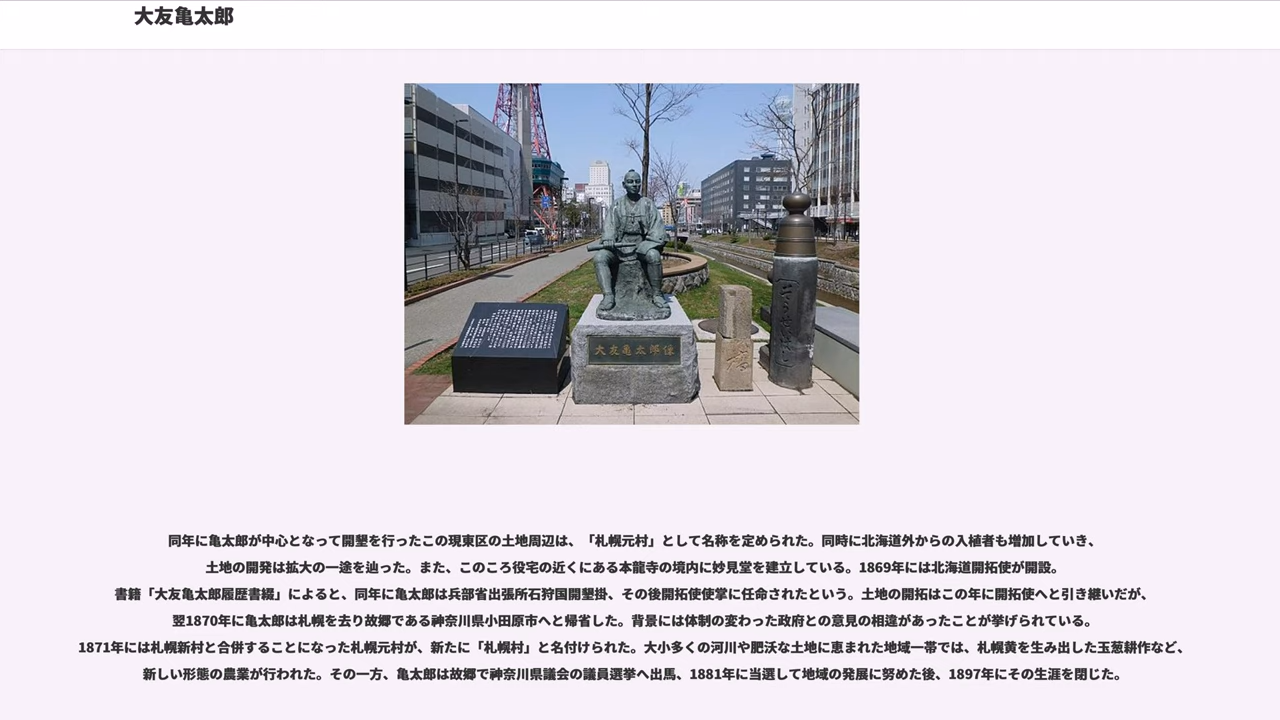 大友亀太郎
大友亀太郎像
同年に亀太郎が中心となって開墾を行ったこの現東区の土地周辺は、「札幌元村」として名称を定められた。同時に北海道外からの入植者も増加していき、
土地の開発は拡大の一途を辿った。また、このころ役宅の近くにある本龍寺の境内に妙見堂を建立している。1869年には北海道開拓使が開設。
書籍「大友亀太郎履歴書綴」によると、同年に亀太郎は兵部省出張所石狩国開墾掛、その後開拓使使掌に任命されたという。土地の開拓はこの年に開拓使へと引き継いだが、
翌1870年に亀太郎は札幌を去り故郷である神奈川県小田原市へと帰省した。背景には体制の変わった政府との意見の相違があったことが挙げられている。
1871年には札幌新村と合併することになった札幌元村が、新たに「札幌村」と名付けられた。大小多くの河川や肥沃な土地に恵まれた地域一帯では、札幌黄を生み出した玉葱耕作など、
新しい形態の農業が行われた。その一方、亀太郎は故郷で神奈川県議会の議員選挙へ出馬、1881年に当選して地域の発展に努めた後、1897年にその生涯を閉じた。